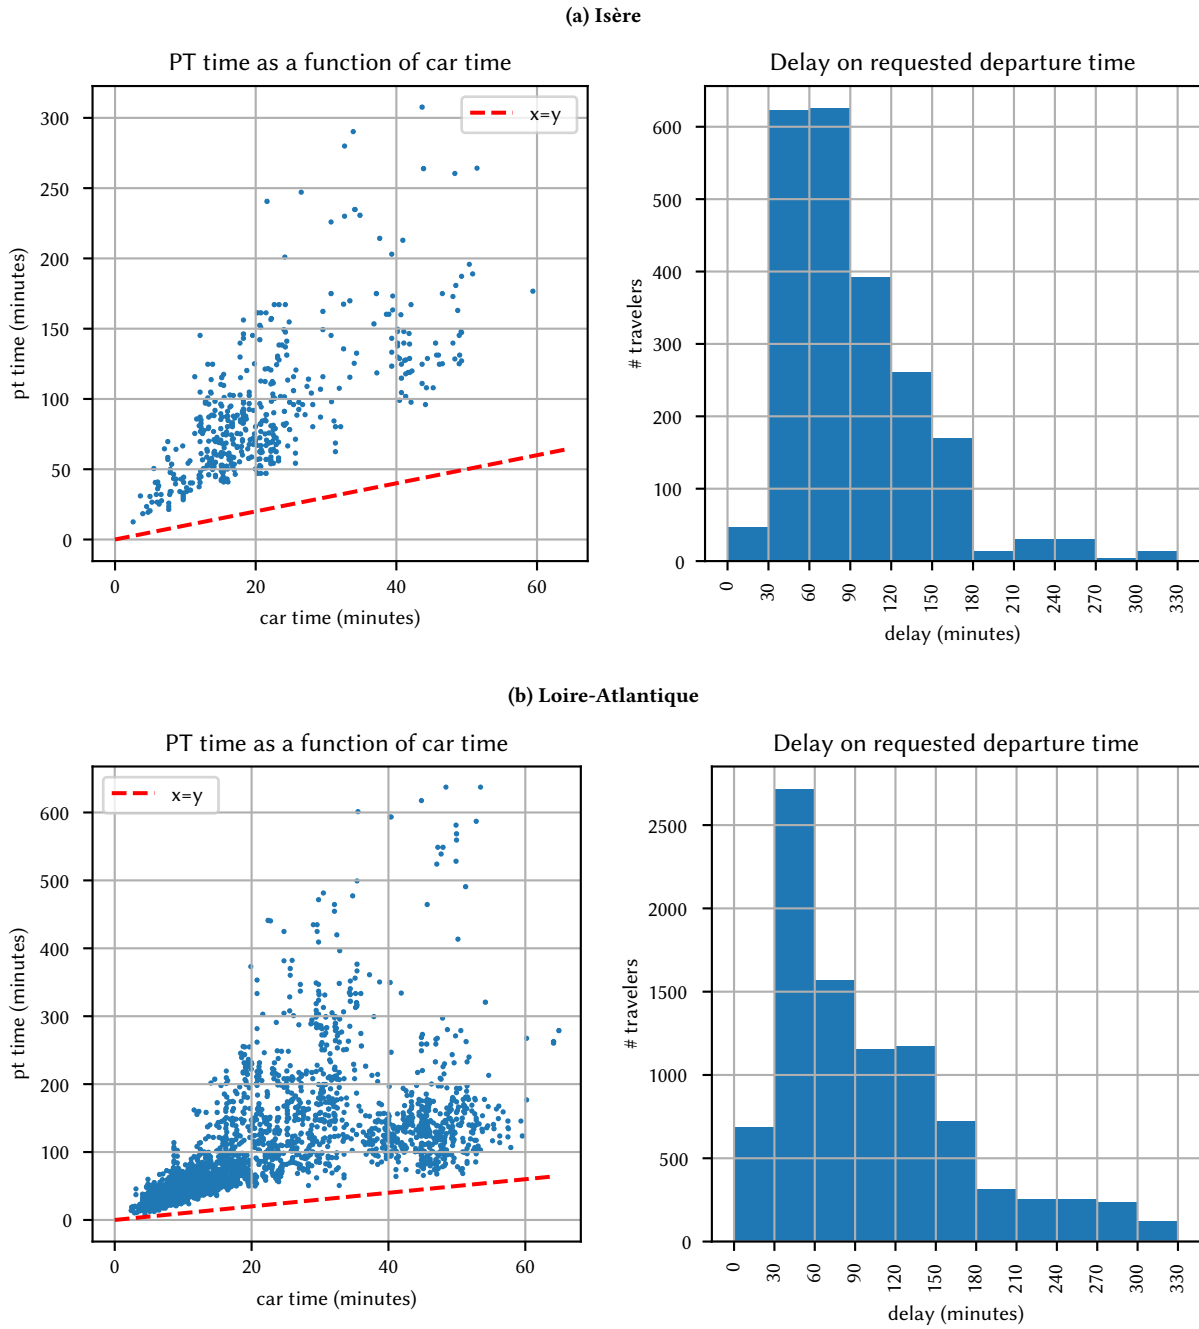 (a) Isère
PT time as a function of car time
x=y
300
250
200
150
100
50
0
pt time (minutes)
0 20 40 60
car time (minutes)
Delay on requested departure time
600
500
400
300
200
100
0
# travelers
0 30 60 90 120 150 180 210 240 270 300 330
delay (minutes)
(b) Loire-Atlantique
PT time as a function of car time
x=y
600
500
400
300
200
100
0
pt time (minutes)
0 20 40 60
car time (minutes)
Delay on requested departure time
2500
2000
1500
1000
500
0
# travelers
0 30 60 90 120 150 180 210 240 270 300 330
delay (minutes)